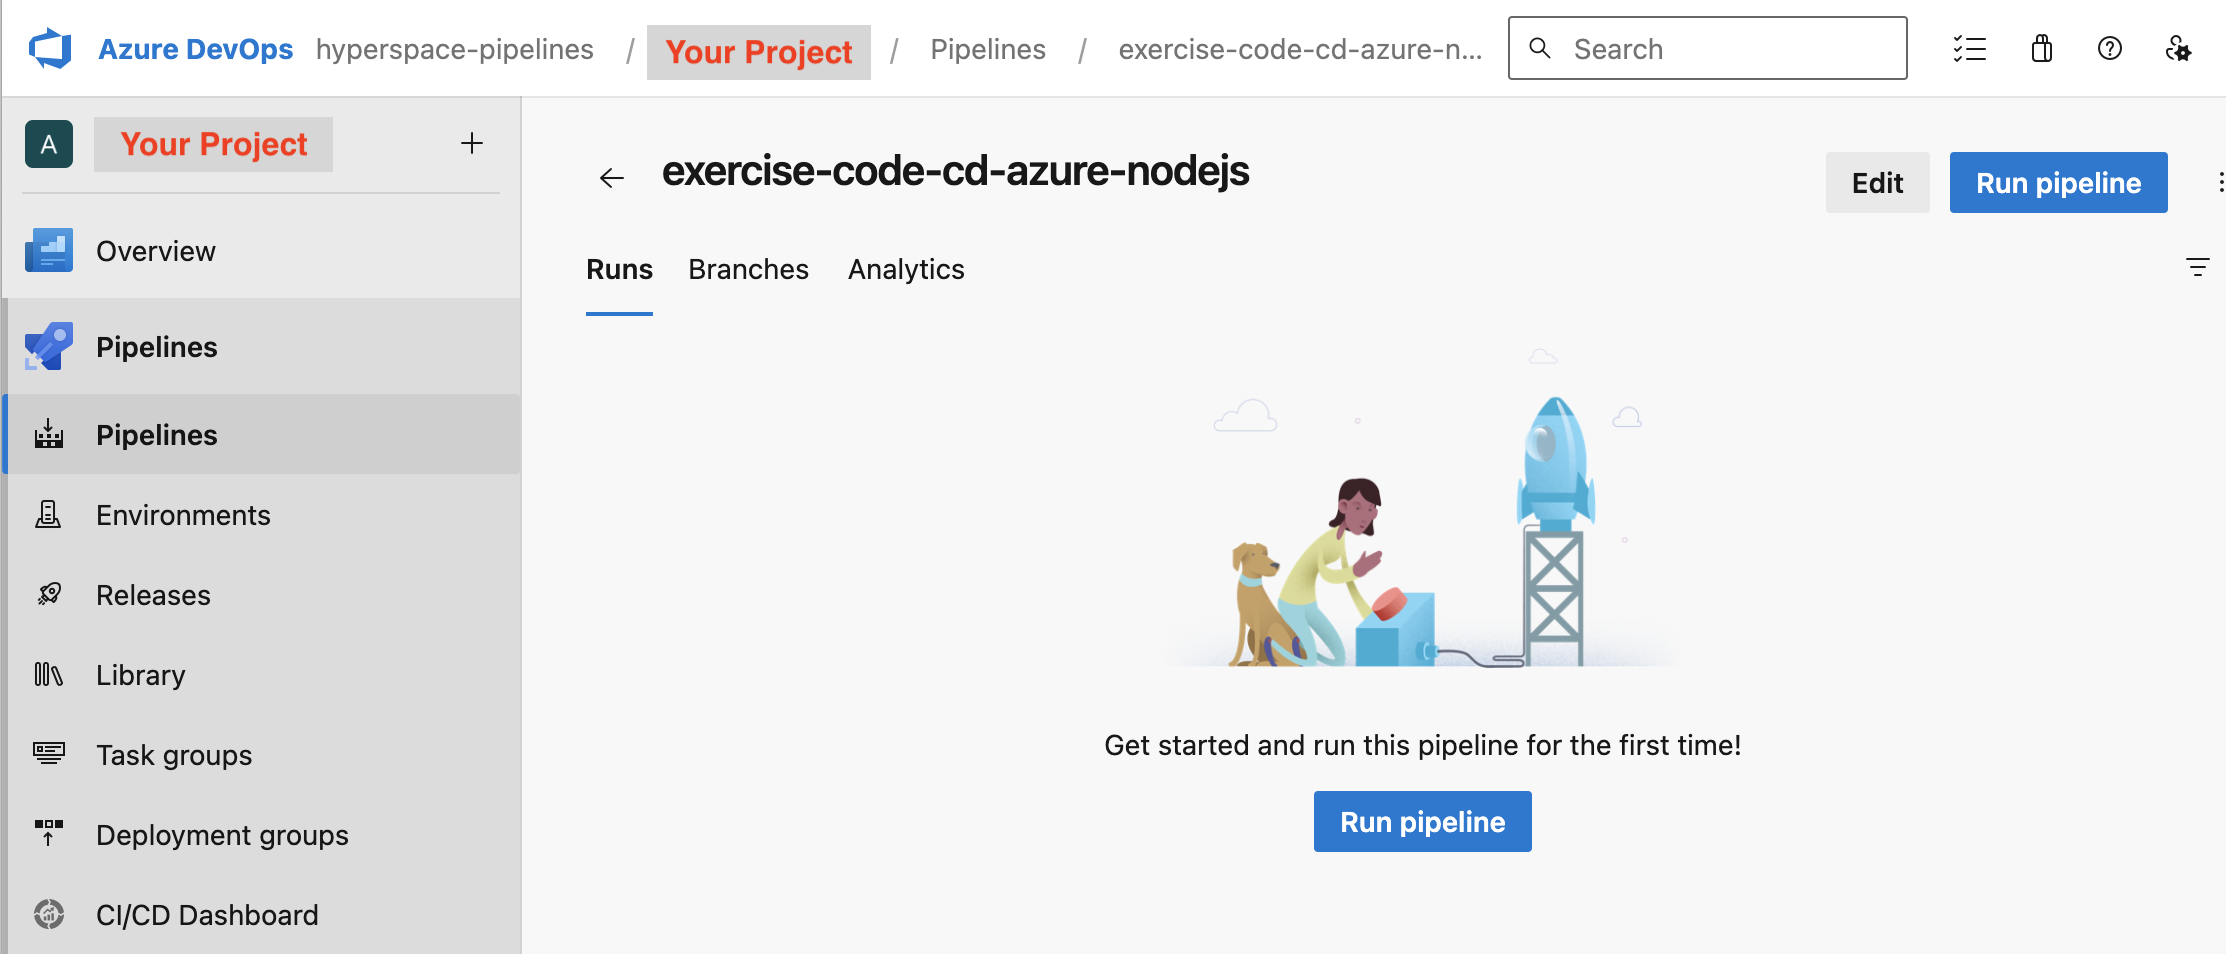 Azure DevOps hyperspace-pipelines / Your Project / Pipelines / exercise-code-cd-azure-n... Search
A Your Project
exercise-code-cd-azure-nodejs
Edit Run pipeline
Overview
Runs Branches Analytics
Pipelines
Pipelines
Environments
Releases
Library
Task groups
Deployment groups
CI/CD Dashboard
Get started and run this pipeline for the first time!
Run pipeline